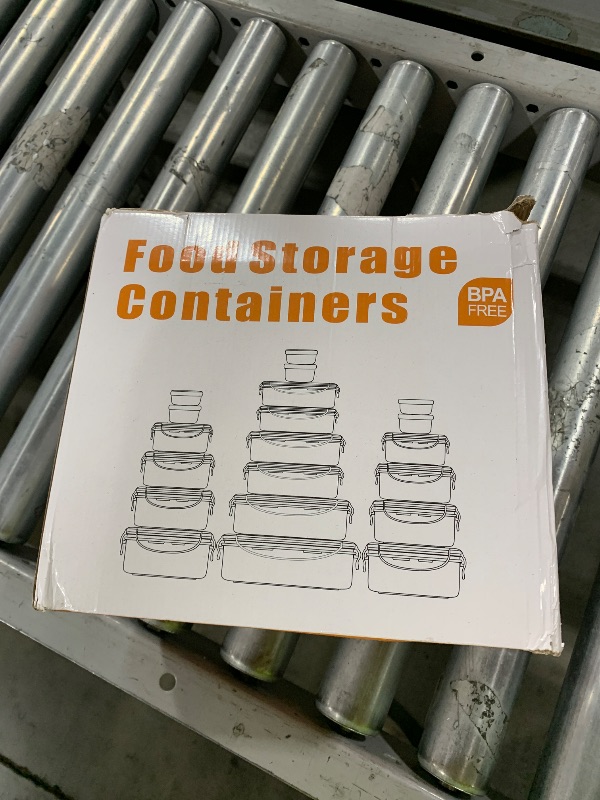 Food Storage
Containers
BPA
FREE